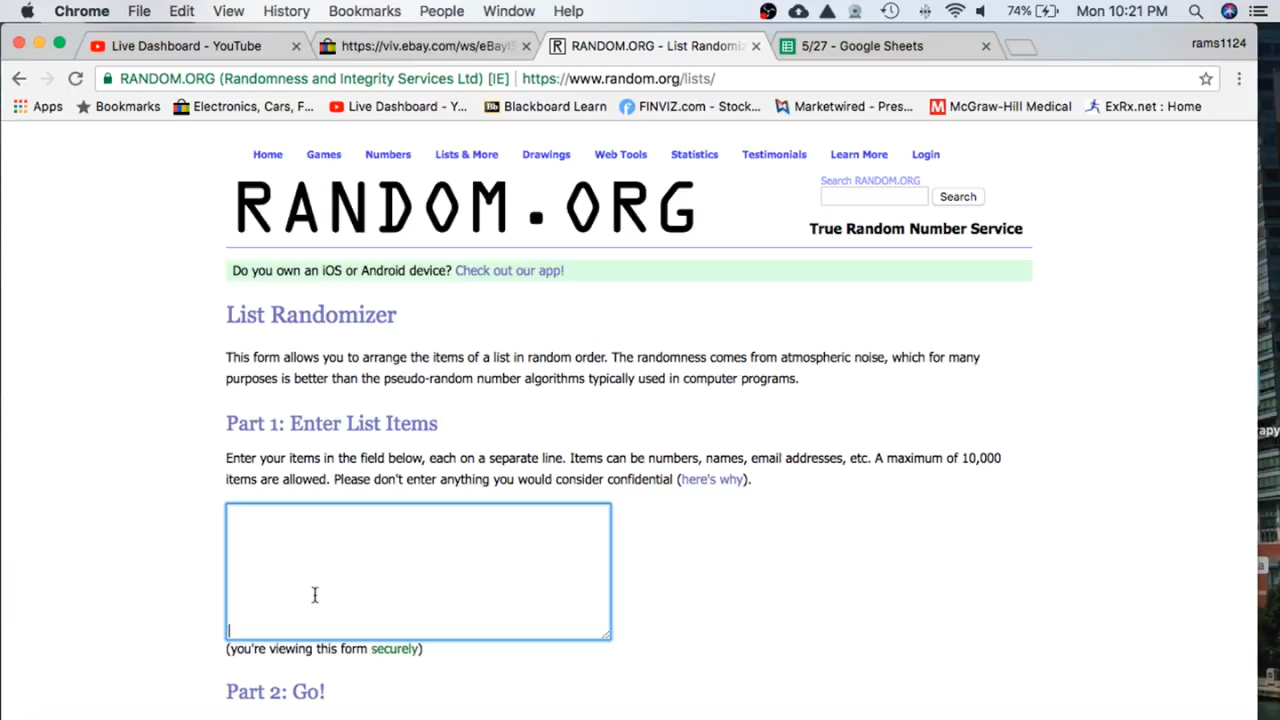 Chrome File Edit View History Bookmarks People Window Help 74% Mon 10:21 PM
Live Dashboard - YouTube https://viv.ebay.com/ws/eBayI RANDOM.ORG - List Randomiz 5/27 - Google Sheets rams1124
RANDOM.ORG (Randomness and Integrity Services Ltd) [IE] https://www.random.org/lists/
Apps Bookmarks Electronics, Cars, F... Live Dashboard - Y... Bb Blackboard Learn FINVIZ.com - Stock... Marketwired - Pres... M McGraw-Hill Medical ExRx.net : Home
Home Games Numbers Lists & More Drawings Web Tools Statistics Testimonials Learn More Login
RANDOM.ORG
Search RANDOM.ORG
Search
True Random Number Service
Do you own an iOS or Android device? Check out our app!
List Randomizer
This form allows you to arrange the items of a list in random order. The randomness comes from atmospheric noise, which for many
purposes is better than the pseudo-random number algorithms typically used in computer programs.
Part 1: Enter List Items
Enter your items in the field below, each on a separate line. Items can be numbers, names, email addresses, etc. A maximum of 10,000
items are allowed. Please don't enter anything you would consider confidential (here's why).
(you're viewing this form securely)
Part 2: Go!